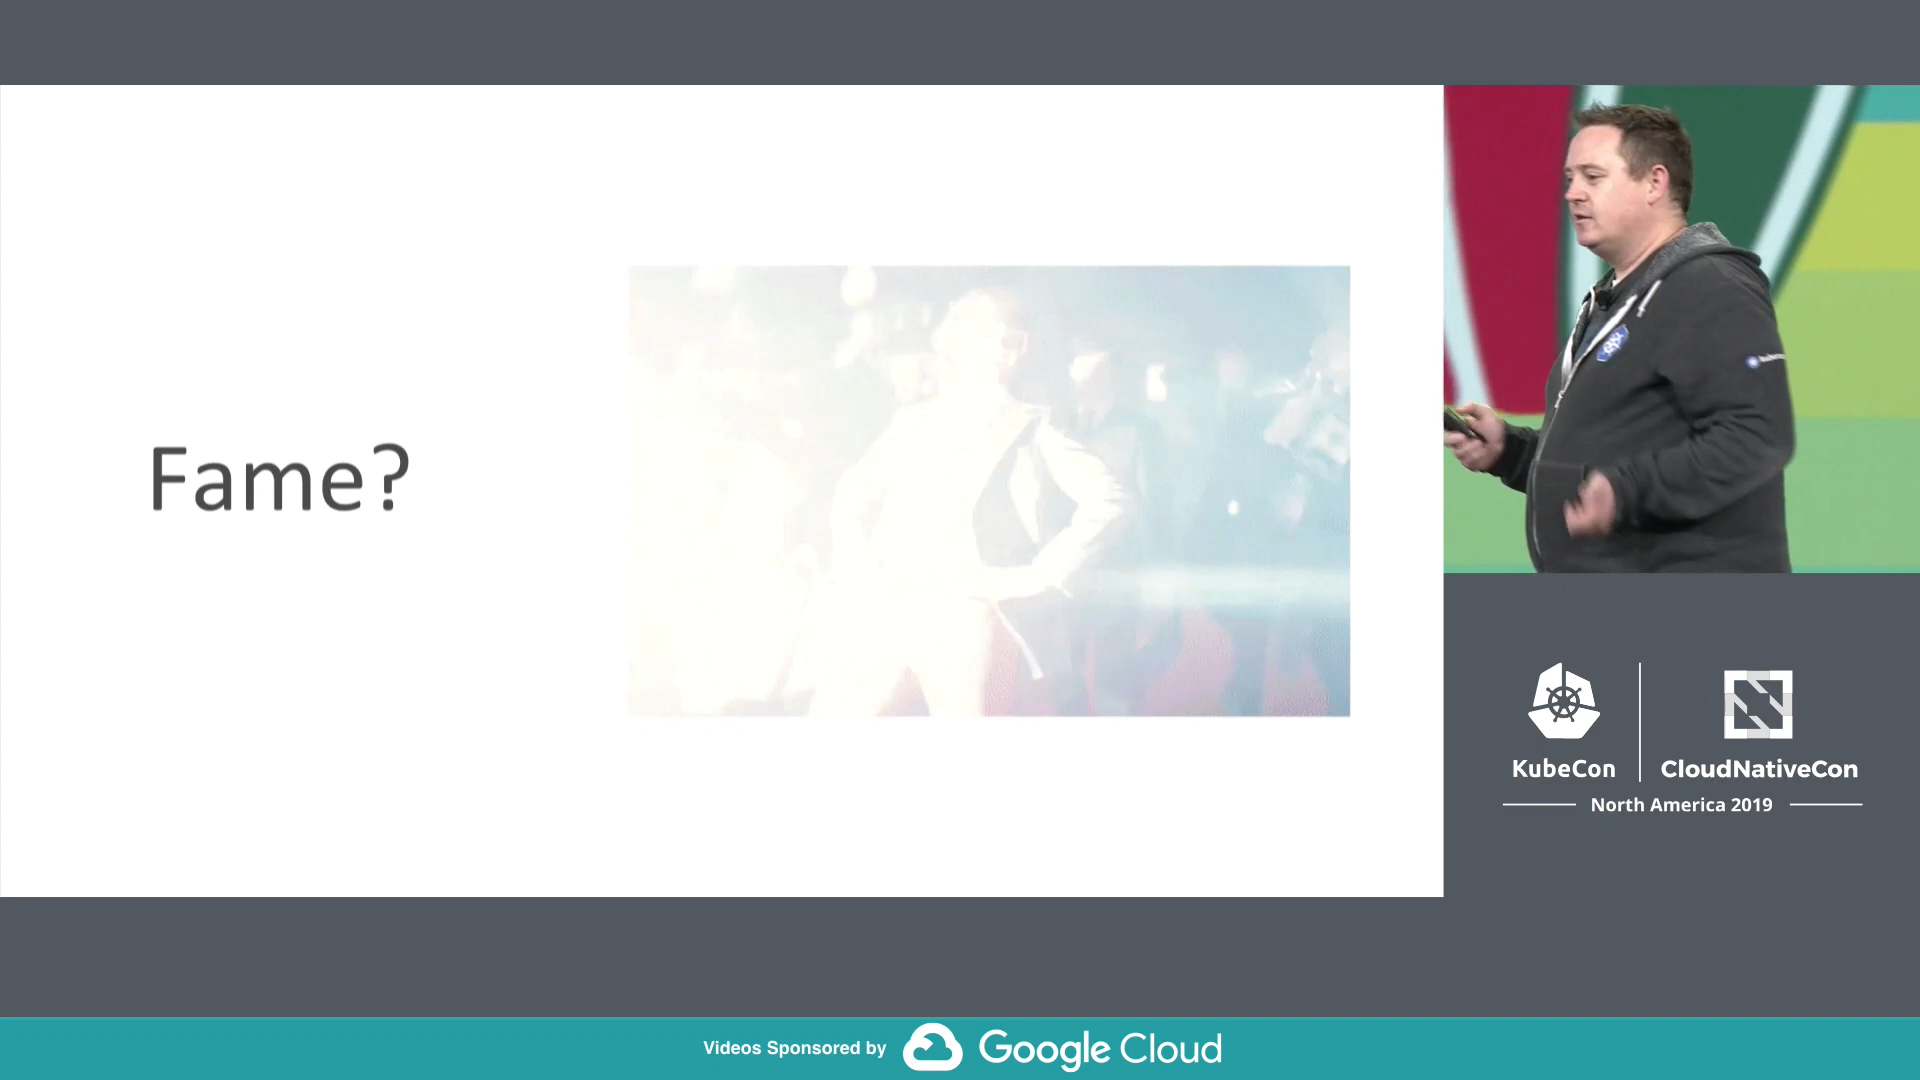 Fame?
KubeCon
CloudNativeCon
North America 2019
Videos Sponsored by
Google Cloud